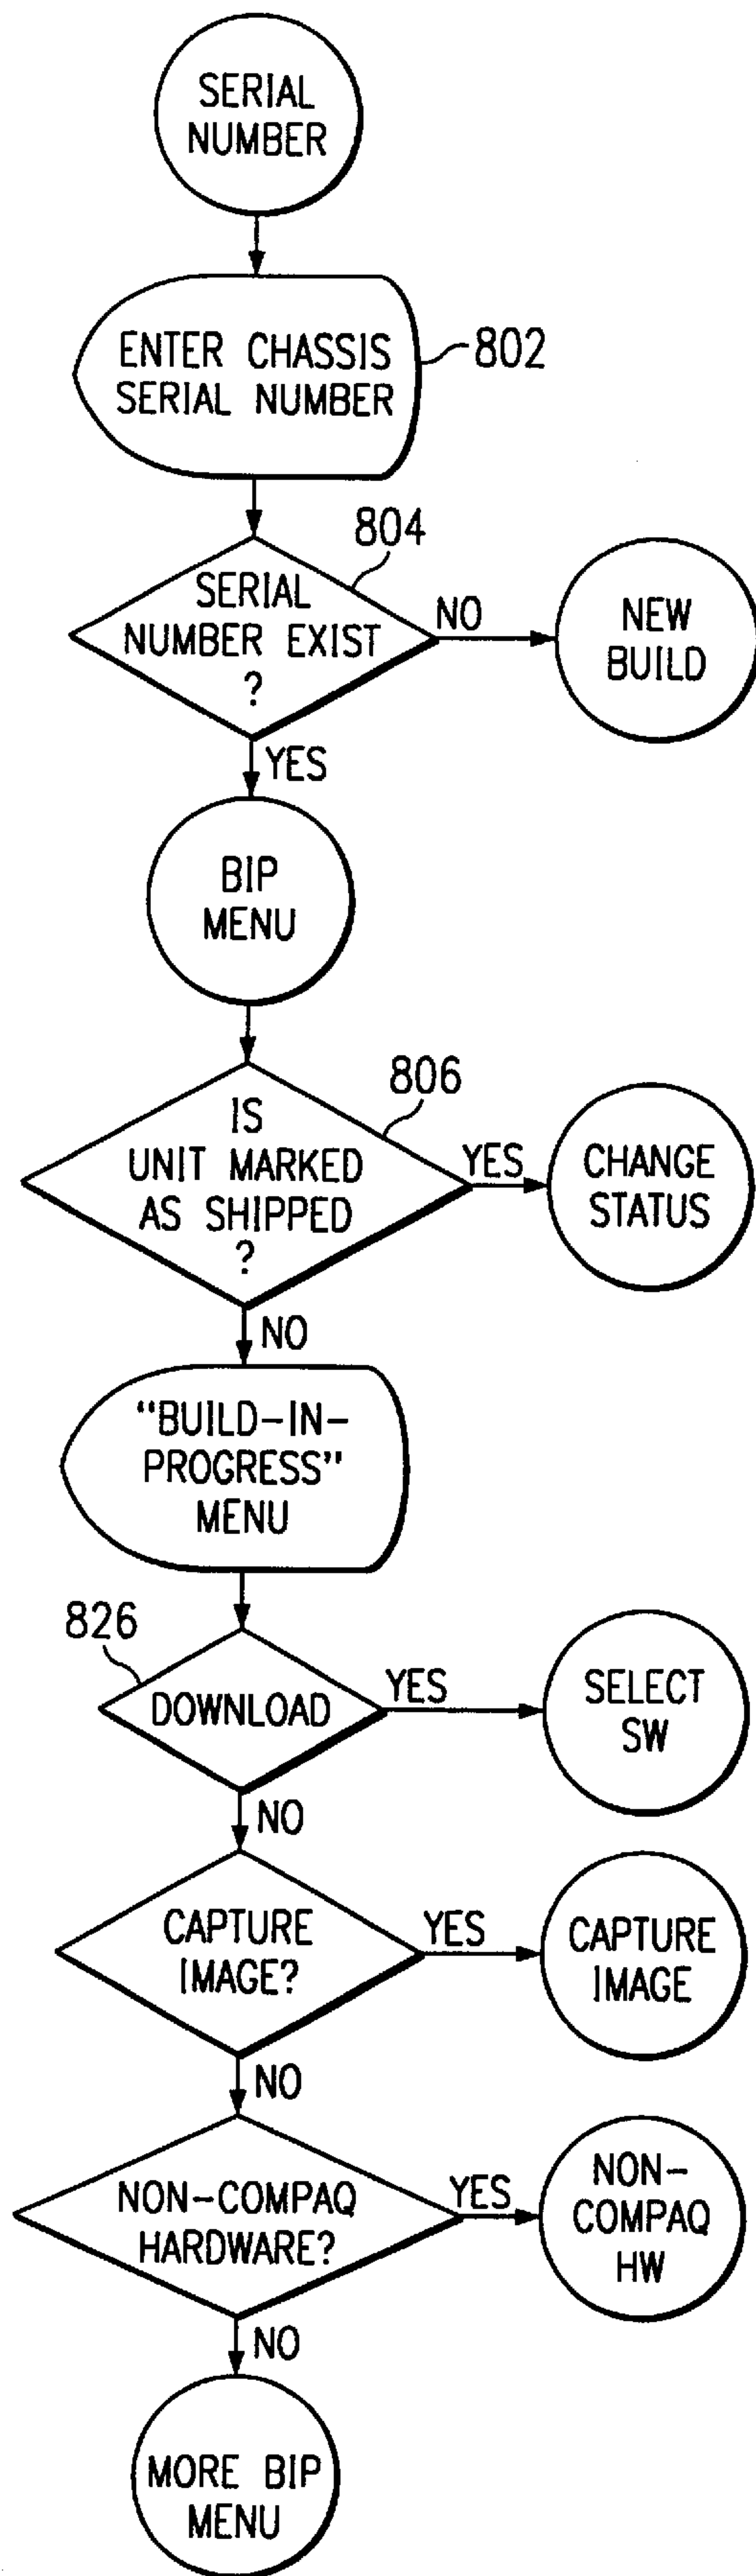 SERIAL
NUMBER
ENTER CHASSIS
SERIAL NUMBER
802
804
SERIAL
NUMBER EXIST
?
NO
NEW
BUILD
YES
BIP
MENU
806
IS
UNIT MARKED
AS SHIPPED
?
YES
CHANGE
STATUS
NO
“BUILD-IN-
PROGRESS”
MENU
826
DOWNLOAD
YES
SELECT
SW
NO
CAPTURE
IMAGE?
YES
CAPTURE
IMAGE
NO
NON-COMPAQ
HARDWARE?
YES
NON-
COMPAQ
HW
NO
MORE BIP
MENU